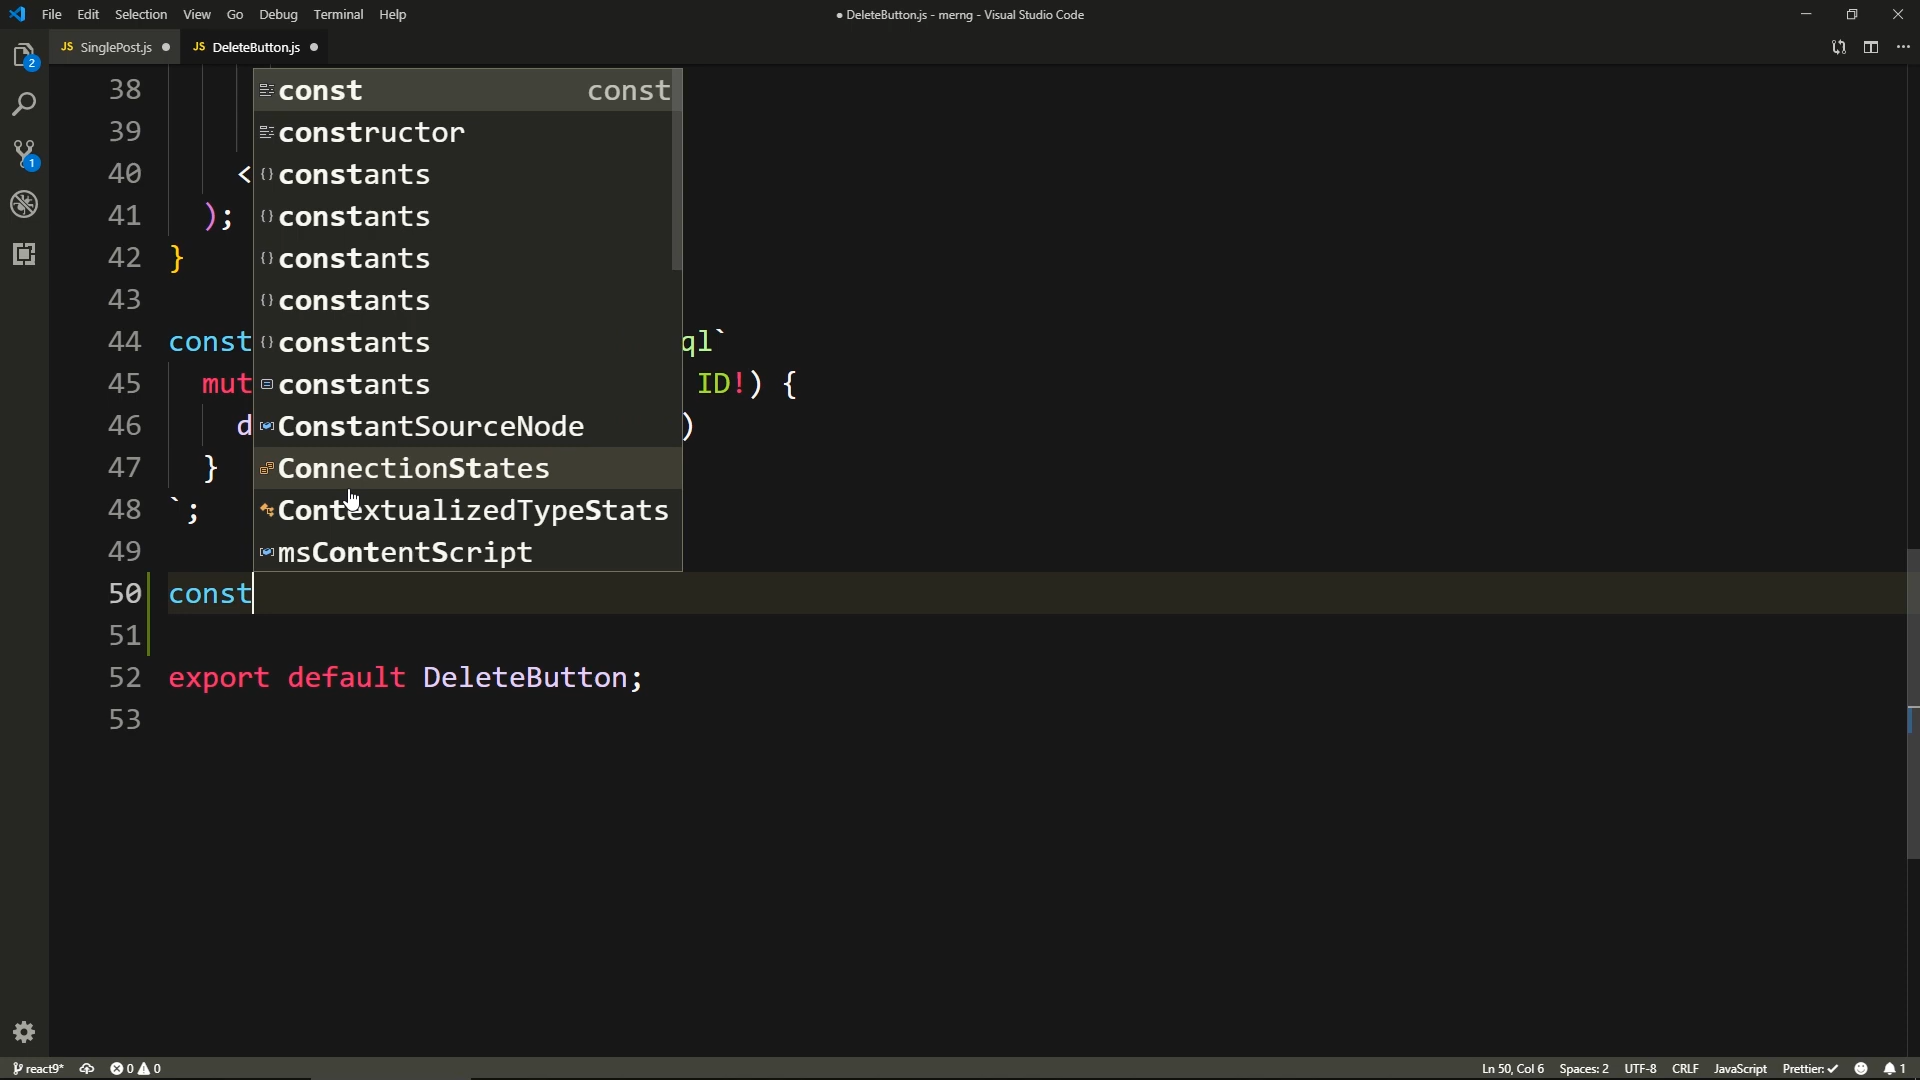 File Edit Selection View Go Debug Terminal Help
● DeleteButton.js - merng - Visual Studio Code
JS SinglePost.js ●
JS DeleteButton.js ●
2
1
38
39
40 <
41 );
42 }
43
44 const ql`
45 mut ID!) {
46 d )
47 }
48 `;
49
50 const
51
52 export default DeleteButton;
53
const const
constructor
constants
constants
constants
constants
constants
constants
ConstantSourceNode
ConnectionStates
ContextualizedTypeStats
msContentScript
react9* 0 0
Ln 50, Col 6 Spaces: 2 UTF-8 CRLF JavaScript Prettier: ✓ 1